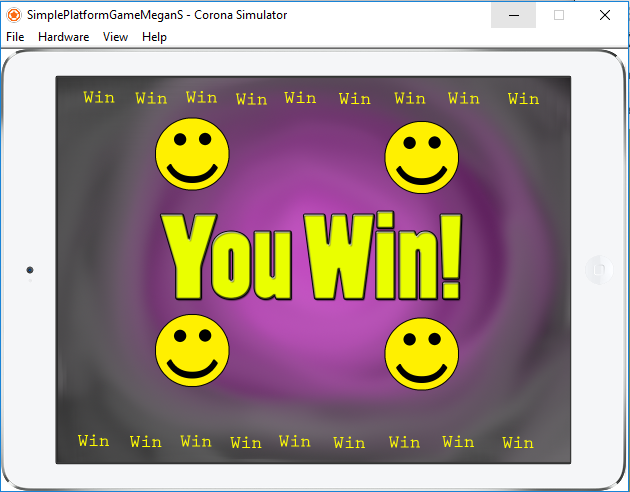 SimplePlatformGameMeganS - Corona Simulator
File Hardware View Help
Win Win Win Win Win Win Win Win Win
You Win!
Win Win Win Win Win Win Win Win Win